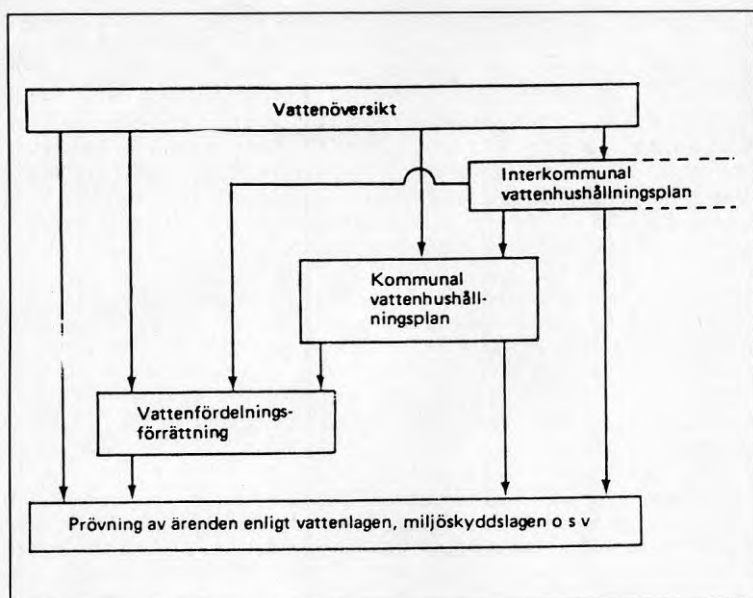 Vattenöversikt
Interkommunal
vattenhushållningsplan
Kommunal
vattenhushåll-
ningsplan
Vattenfördelnings-
förrättning
Prövning av ärenden enligt vattenlagen, miljöskyddslagen o s v